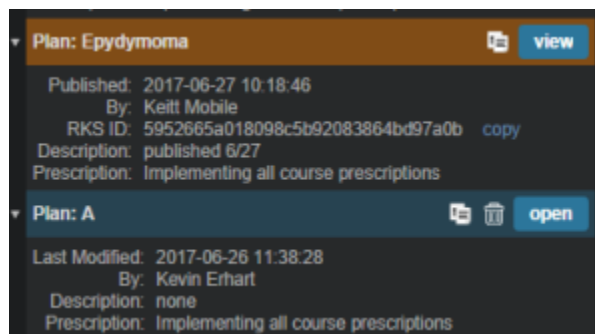 Plan: Epydymoma view
Published: 2017-06-27 10:18:46
By: Keitt Mobile
RKS ID: 5952665a018098c5b92083864bd97a0b copy
Description: published 6/27
Prescription: Implementing all course prescriptions
Plan: A open
Last Modified: 2017-06-26 11:38:28
By: Kevin Erhart
Description: none
Prescription: Implementing all course prescriptions